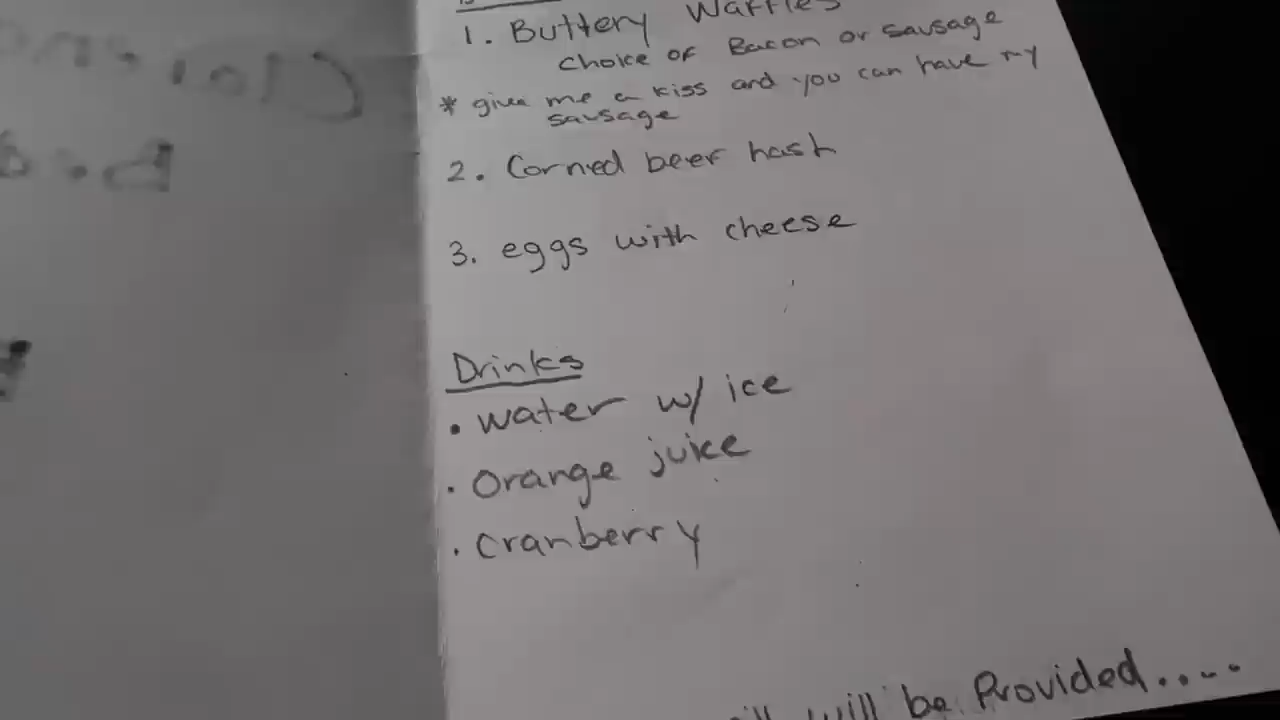 1. Buttery Waffles
choice of Bacon or sausage
* give me a kiss and you can have my
sausage
2. Corned beef hash
3. eggs with cheese
Drinks
• water w/ ice
• orange juice
• cranberry
will be Provided.....